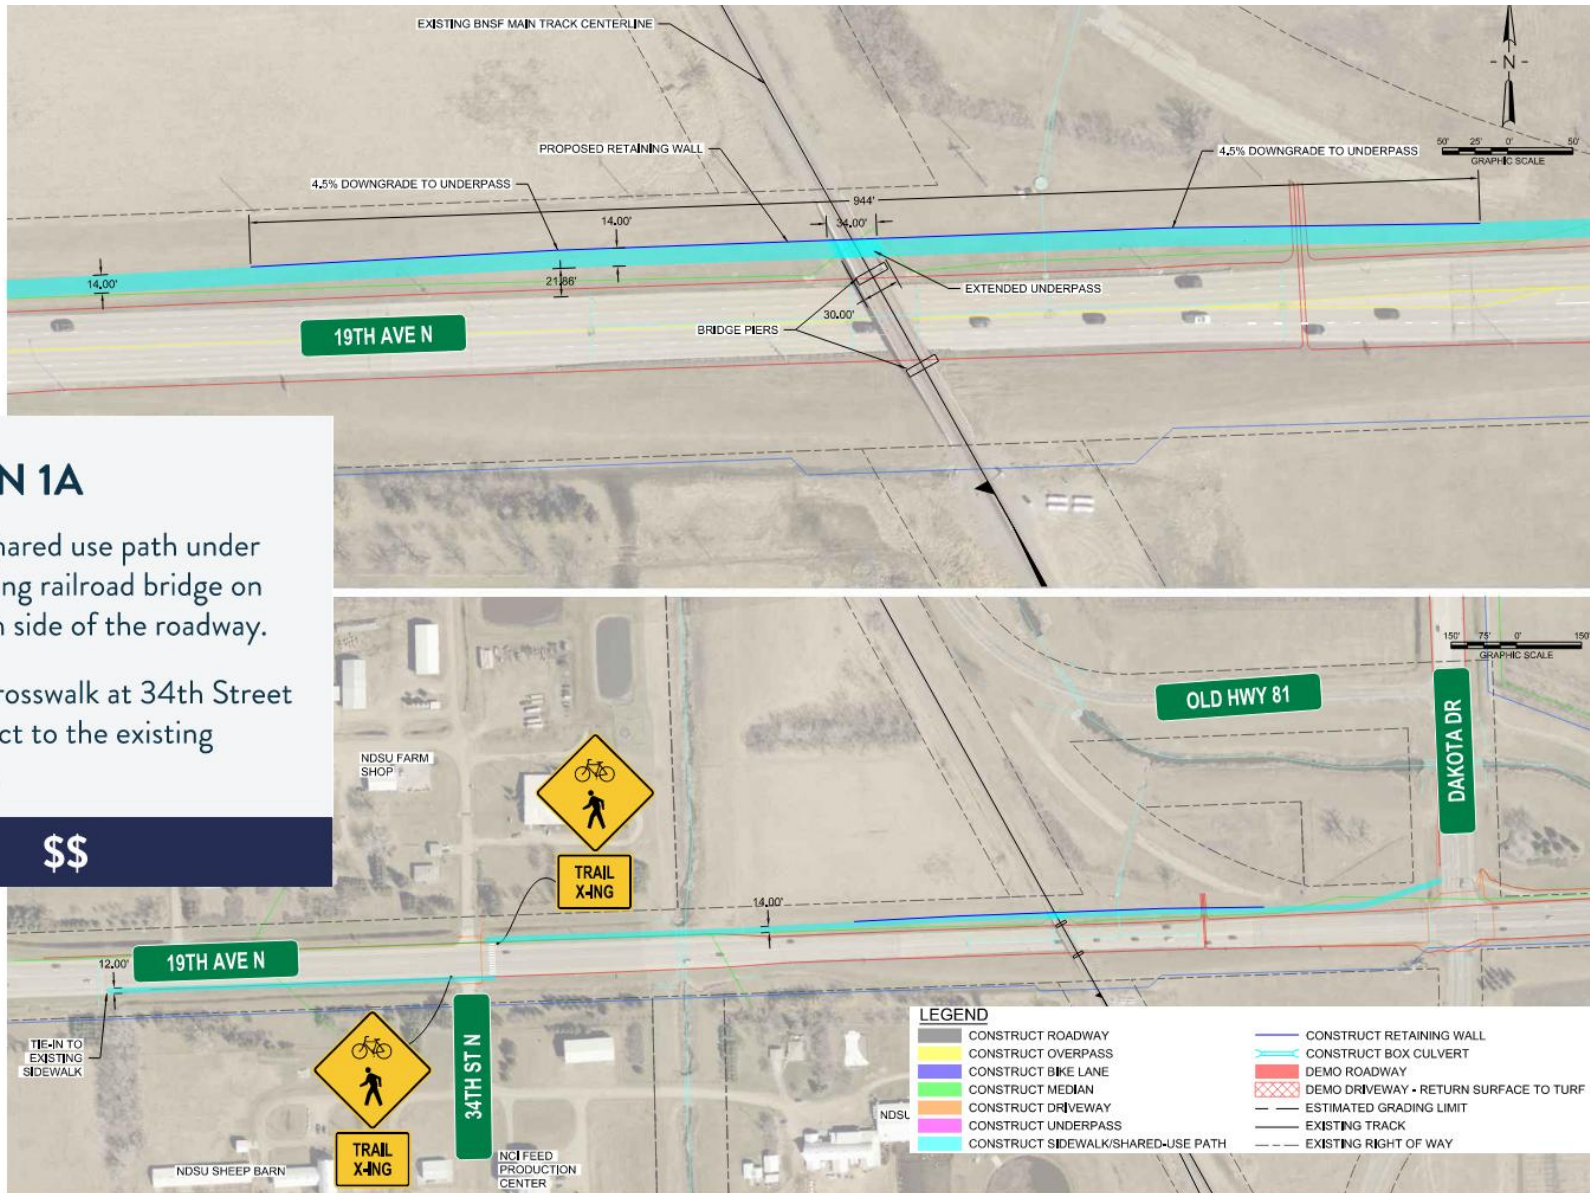 EXISTING BNSF MAIN TRACK CENTERLINE
- N -
PROPOSED RETAINING WALL
4.5% DOWNGRADE TO UNDERPASS
50' 25' 0' 50'
GRAPHIC SCALE
4.5% DOWNGRADE TO UNDERPASS
944'
14.00'
34.00'
14.00'
21.86'
EXTENDED UNDERPASS
30.00'
BRIDGE PIERS
19TH AVE N
N 1A
hared use path under
ng railroad bridge on
n side of the roadway.
rosswalk at 34th Street
ct to the existing
$$
150' 75' 0' 150'
GRAPHIC SCALE
OLD HWY 81
DAKOTA DR
NDSU FARM
SHOP
TRAIL
X-ING
14.00'
19TH AVE N
12.00'
TIE-IN TO
EXISTING
SIDEWALK
34TH ST N
TRAIL
X-ING
NDSU SHEEP BARN
NCI FEED
PRODUCTION
CENTER
NDSU
LEGEND
CONSTRUCT ROADWAY
CONSTRUCT OVERPASS
CONSTRUCT BIKE LANE
CONSTRUCT MEDIAN
CONSTRUCT DRIVEWAY
CONSTRUCT UNDERPASS
CONSTRUCT SIDEWALK/SHARED-USE PATH
CONSTRUCT RETAINING WALL
CONSTRUCT BOX CULVERT
DEMO ROADWAY
DEMO DRIVEWAY - RETURN SURFACE TO TURF
ESTIMATED GRADING LIMIT
EXISTING TRACK
EXISTING RIGHT OF WAY